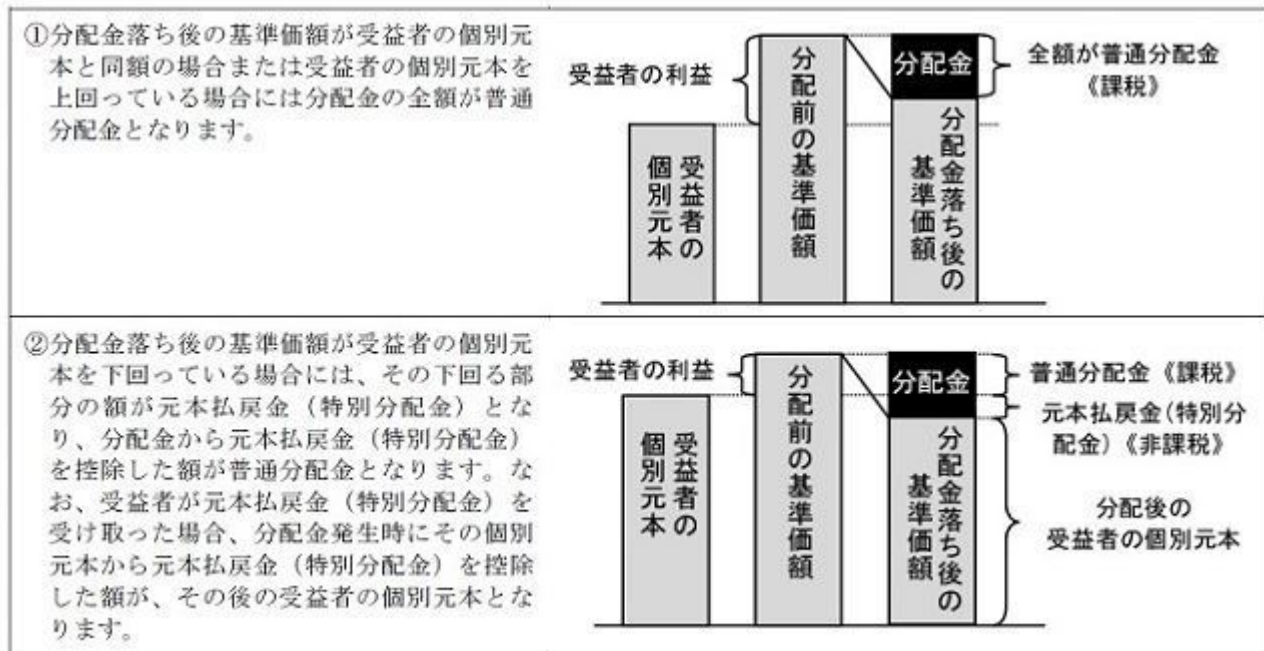 ①分配金落ち後の基準価額が受益者の個別元
本と同額の場合または受益者の個別元本を
上回っている場合には分配金の全額が普通
分配金となります。
受益者の利益
受益者の
個別元本
分配前の基準価額
分配金
分配金落ち後の
基準価額
全額が普通分配金
《課税》
②分配金落ち後の基準価額が受益者の個別元
本を下回っている場合には、その下回る部
分の額が元本払戻金(特別分配金)とな
り、分配金から元本払戻金(特別分配金)
を控除した額が普通分配金となります。な
お、受益者が元本払戻金(特別分配金)を
受け取った場合、分配金発生時にその個別
元本から元本払戻金(特別分配金)を控除
した額が、その後の受益者の個別元本とな
ります。
受益者の利益
受益者の
個別元本
分配前の基準価額
分配金
分配金落ち後の
基準価額
普通分配金《課税》
元本払戻金(特別分
配金)《非課税》
分配後の
受益者の個別元本